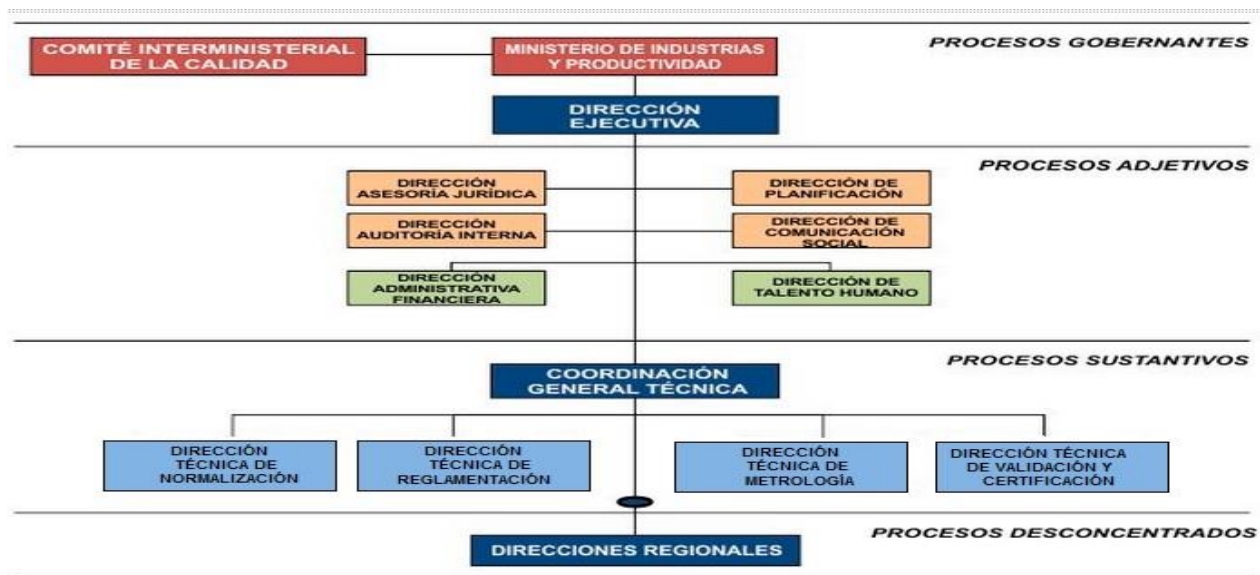 PROCESOS GOBERNANTES
COMITÉ INTERMINISTERIAL
DE LA CALIDAD
MINISTERIO DE INDUSTRIAS
Y PRODUCTIVIDAD
DIRECCIÓN
EJECUTIVA
PROCESOS ADJETIVOS
DIRECCIÓN
ASESORÍA JURÍDICA
DIRECCIÓN DE
PLANIFICACIÓN
DIRECCIÓN
AUDITORÍA INTERNA
DIRECCIÓN DE
COMUNICACIÓN
SOCIAL
DIRECCIÓN
ADMINISTRATIVA
FINANCIERA
DIRECCIÓN DE
TALENTO HUMANO
PROCESOS SUSTANTIVOS
COORDINACIÓN
GENERAL TÉCNICA
DIRECCIÓN
TÉCNICA DE
NORMALIZACIÓN
DIRECCIÓN
TÉCNICA DE
REGLAMENTACIÓN
DIRECCIÓN
TÉCNICA DE
METROLOGÍA
DIRECCIÓN TÉCNICA
DE VALIDACIÓN Y
CERTIFICACIÓN
PROCESOS DESCONCENTRADOS
DIRECCIONES REGIONALES